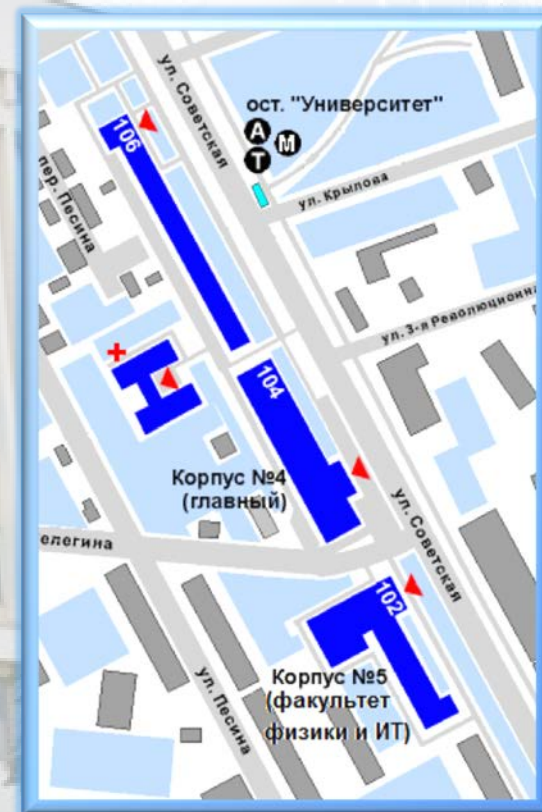 ул. Советская
ост. "Университет"
А
М
Т
106
пер. Песина
ул. Крылова
ул. 3-я Революционна
104
Корпус №4
(главный)
ул. Советская
елегина
102
Корпус №5
(факультет
физики и ИТ)
ул. Песина